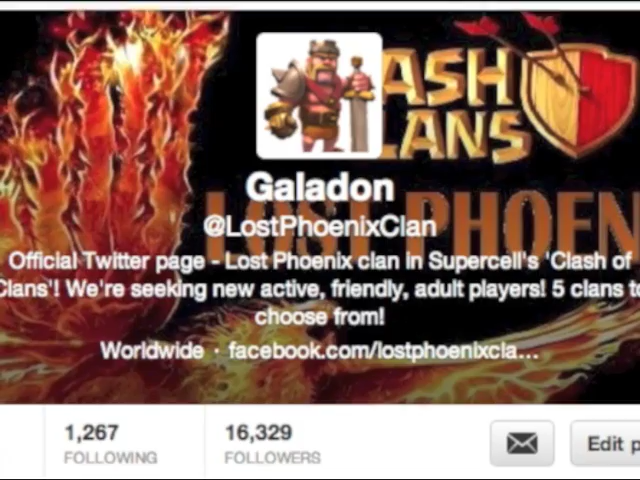 ASH
LANS
LOST PHOEN
Galadon
@LostPhoenixClan
Official Twitter page - Lost Phoenix clan in Supercell's 'Clash of
Clans'! We're seeking new active, friendly, adult players! 5 clans to
choose from!
Worldwide · facebook.com/lostphoenixcla...
1,267
16,329
FOLLOWING
FOLLOWERS
Edit p